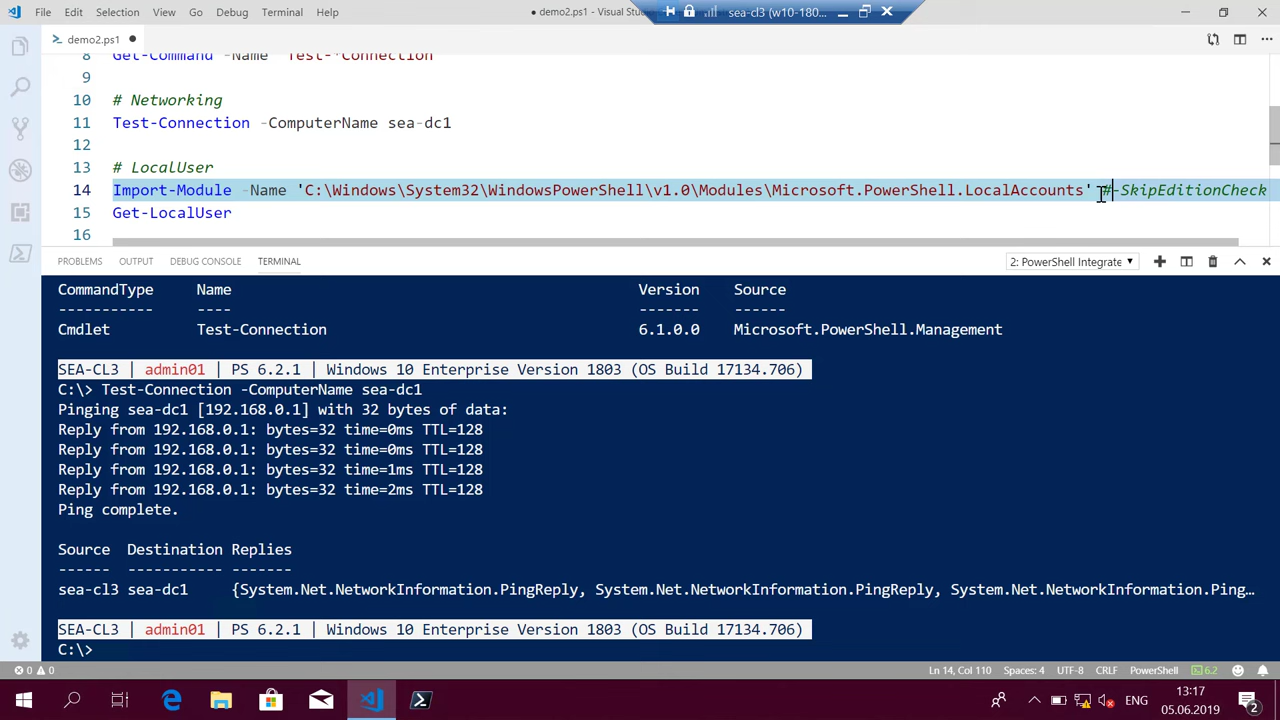 File Edit Selection View Go Debug Terminal Help
● demo2.ps1 - Visual Stu
sea-cl3 (w10-180...
demo2.ps1 ●
8 Get-Command -Name 'Test-*Connection'
9
10 # Networking
11 Test-Connection -ComputerName sea-dc1
12
13 # LocalUser
14 Import-Module -Name 'C:\Windows\System32\WindowsPowerShell\v1.0\Modules\Microsoft.PowerShell.LocalAccounts' #-SkipEditionCheck
15 Get-LocalUser
16
PROBLEMS OUTPUT DEBUG CONSOLE TERMINAL
2: PowerShell Integrate
CommandType Name Version Source
----------- ---- ------- ------
Cmdlet Test-Connection 6.1.0.0 Microsoft.PowerShell.Management
SEA-CL3 | admin01 | PS 6.2.1 | Windows 10 Enterprise Version 1803 (OS Build 17134.706)
C:\> Test-Connection -ComputerName sea-dc1
Pinging sea-dc1 [192.168.0.1] with 32 bytes of data:
Reply from 192.168.0.1: bytes=32 time=0ms TTL=128
Reply from 192.168.0.1: bytes=32 time=0ms TTL=128
Reply from 192.168.0.1: bytes=32 time=1ms TTL=128
Reply from 192.168.0.1: bytes=32 time=2ms TTL=128
Ping complete.
Source Destination Replies
------ ----------- -------
sea-cl3 sea-dc1 {System.Net.NetworkInformation.PingReply, System.Net.NetworkInformation.PingReply, System.Net.NetworkInformation.Ping...
SEA-CL3 | admin01 | PS 6.2.1 | Windows 10 Enterprise Version 1803 (OS Build 17134.706)
C:\>
0 0 Ln 14, Col 110 Spaces: 4 UTF-8 CRLF PowerShell 6.2
ENG
13:17
05.06.2019
2